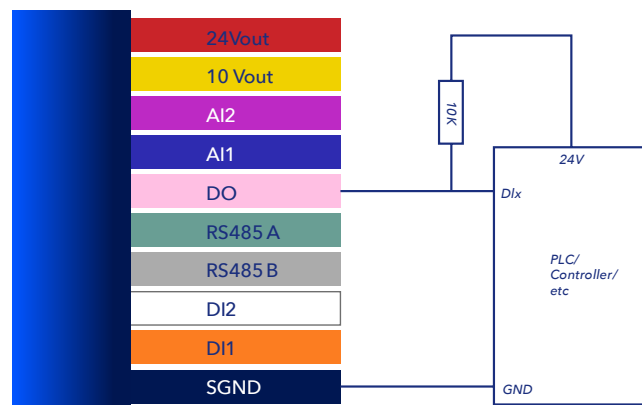 24Vout
10 Vout
AI2
AI1
DO
RS485 A
RS485 B
DI2
DI1
SGND
10K
24V
DIx
PLC/
Controller/
etc
GND